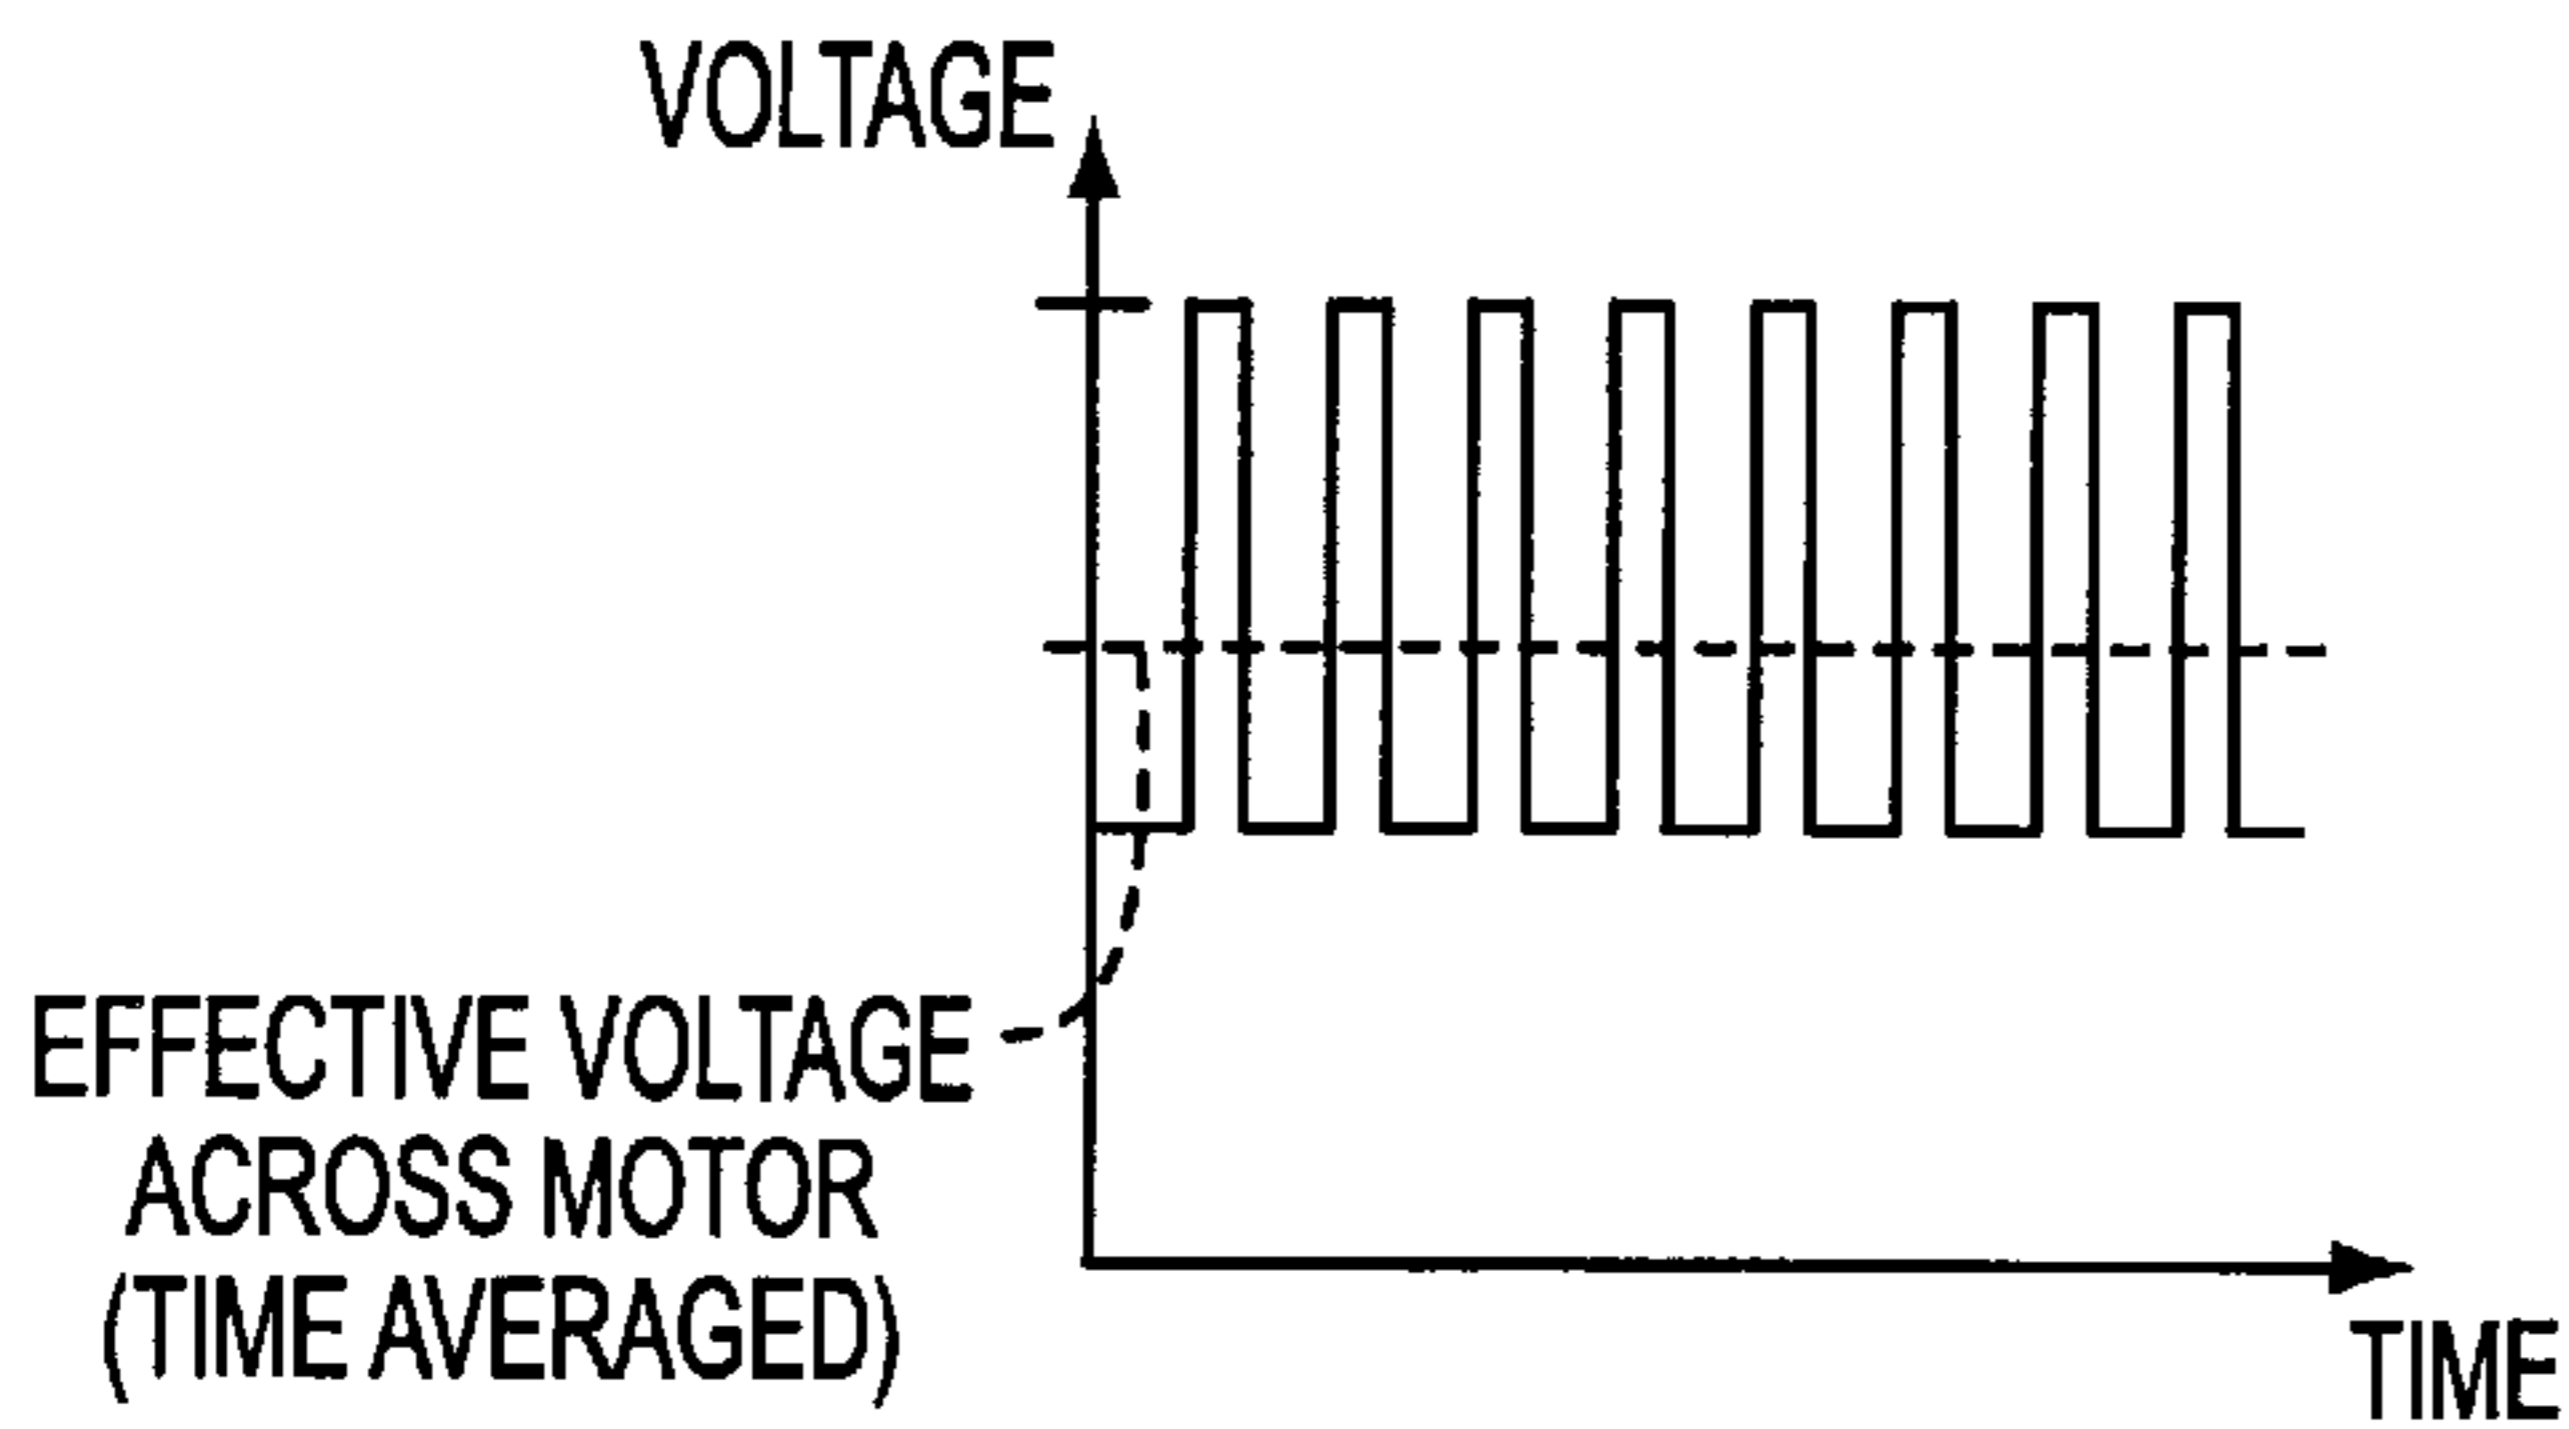 VOLTAGE
EFFECTIVE VOLTAGE
ACROSS MOTOR
(TIME AVERAGED)
TIME